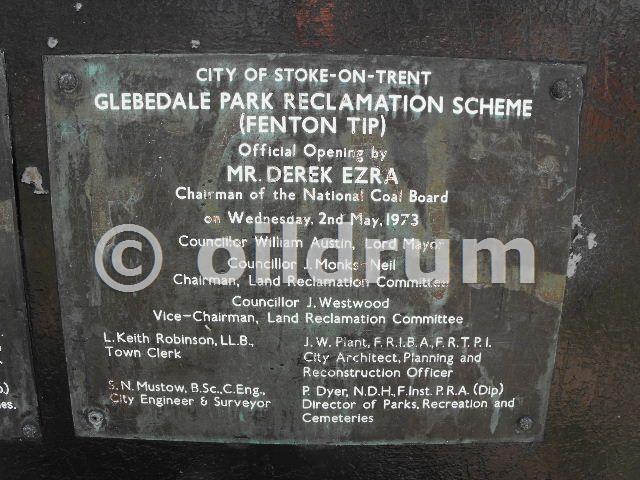 CITY OF STOKE-ON-TRENT
GLEBEDALE PARK RECLAMATION SCHEME
(FENTON TIP)
Official Opening by
MR. DEREK EZRA
Chairman of the National Coal Board
on Wednesday, 2nd May, 1973
Councillor William Austin, Lord Mayor
Councillor J. Monks-Neil
Chairman, Land Reclamation Committee
Councillor J. Westwood
Vice-Chairman, Land Reclamation Committee
L. Keith Robinson, LL.B.,
Town Clerk
J. W. Plant, F.R.I.B.A., F.R.T.P.I.
City Architect, Planning and
Reconstruction Officer
S. N. Mustow, B.Sc., C.Eng.,
City Engineer & Surveyor
P. Dyer, N.D.H., F.Inst. P.R.A. (Dip)
Director of Parks, Recreation and
Cemeteries
© oildrum